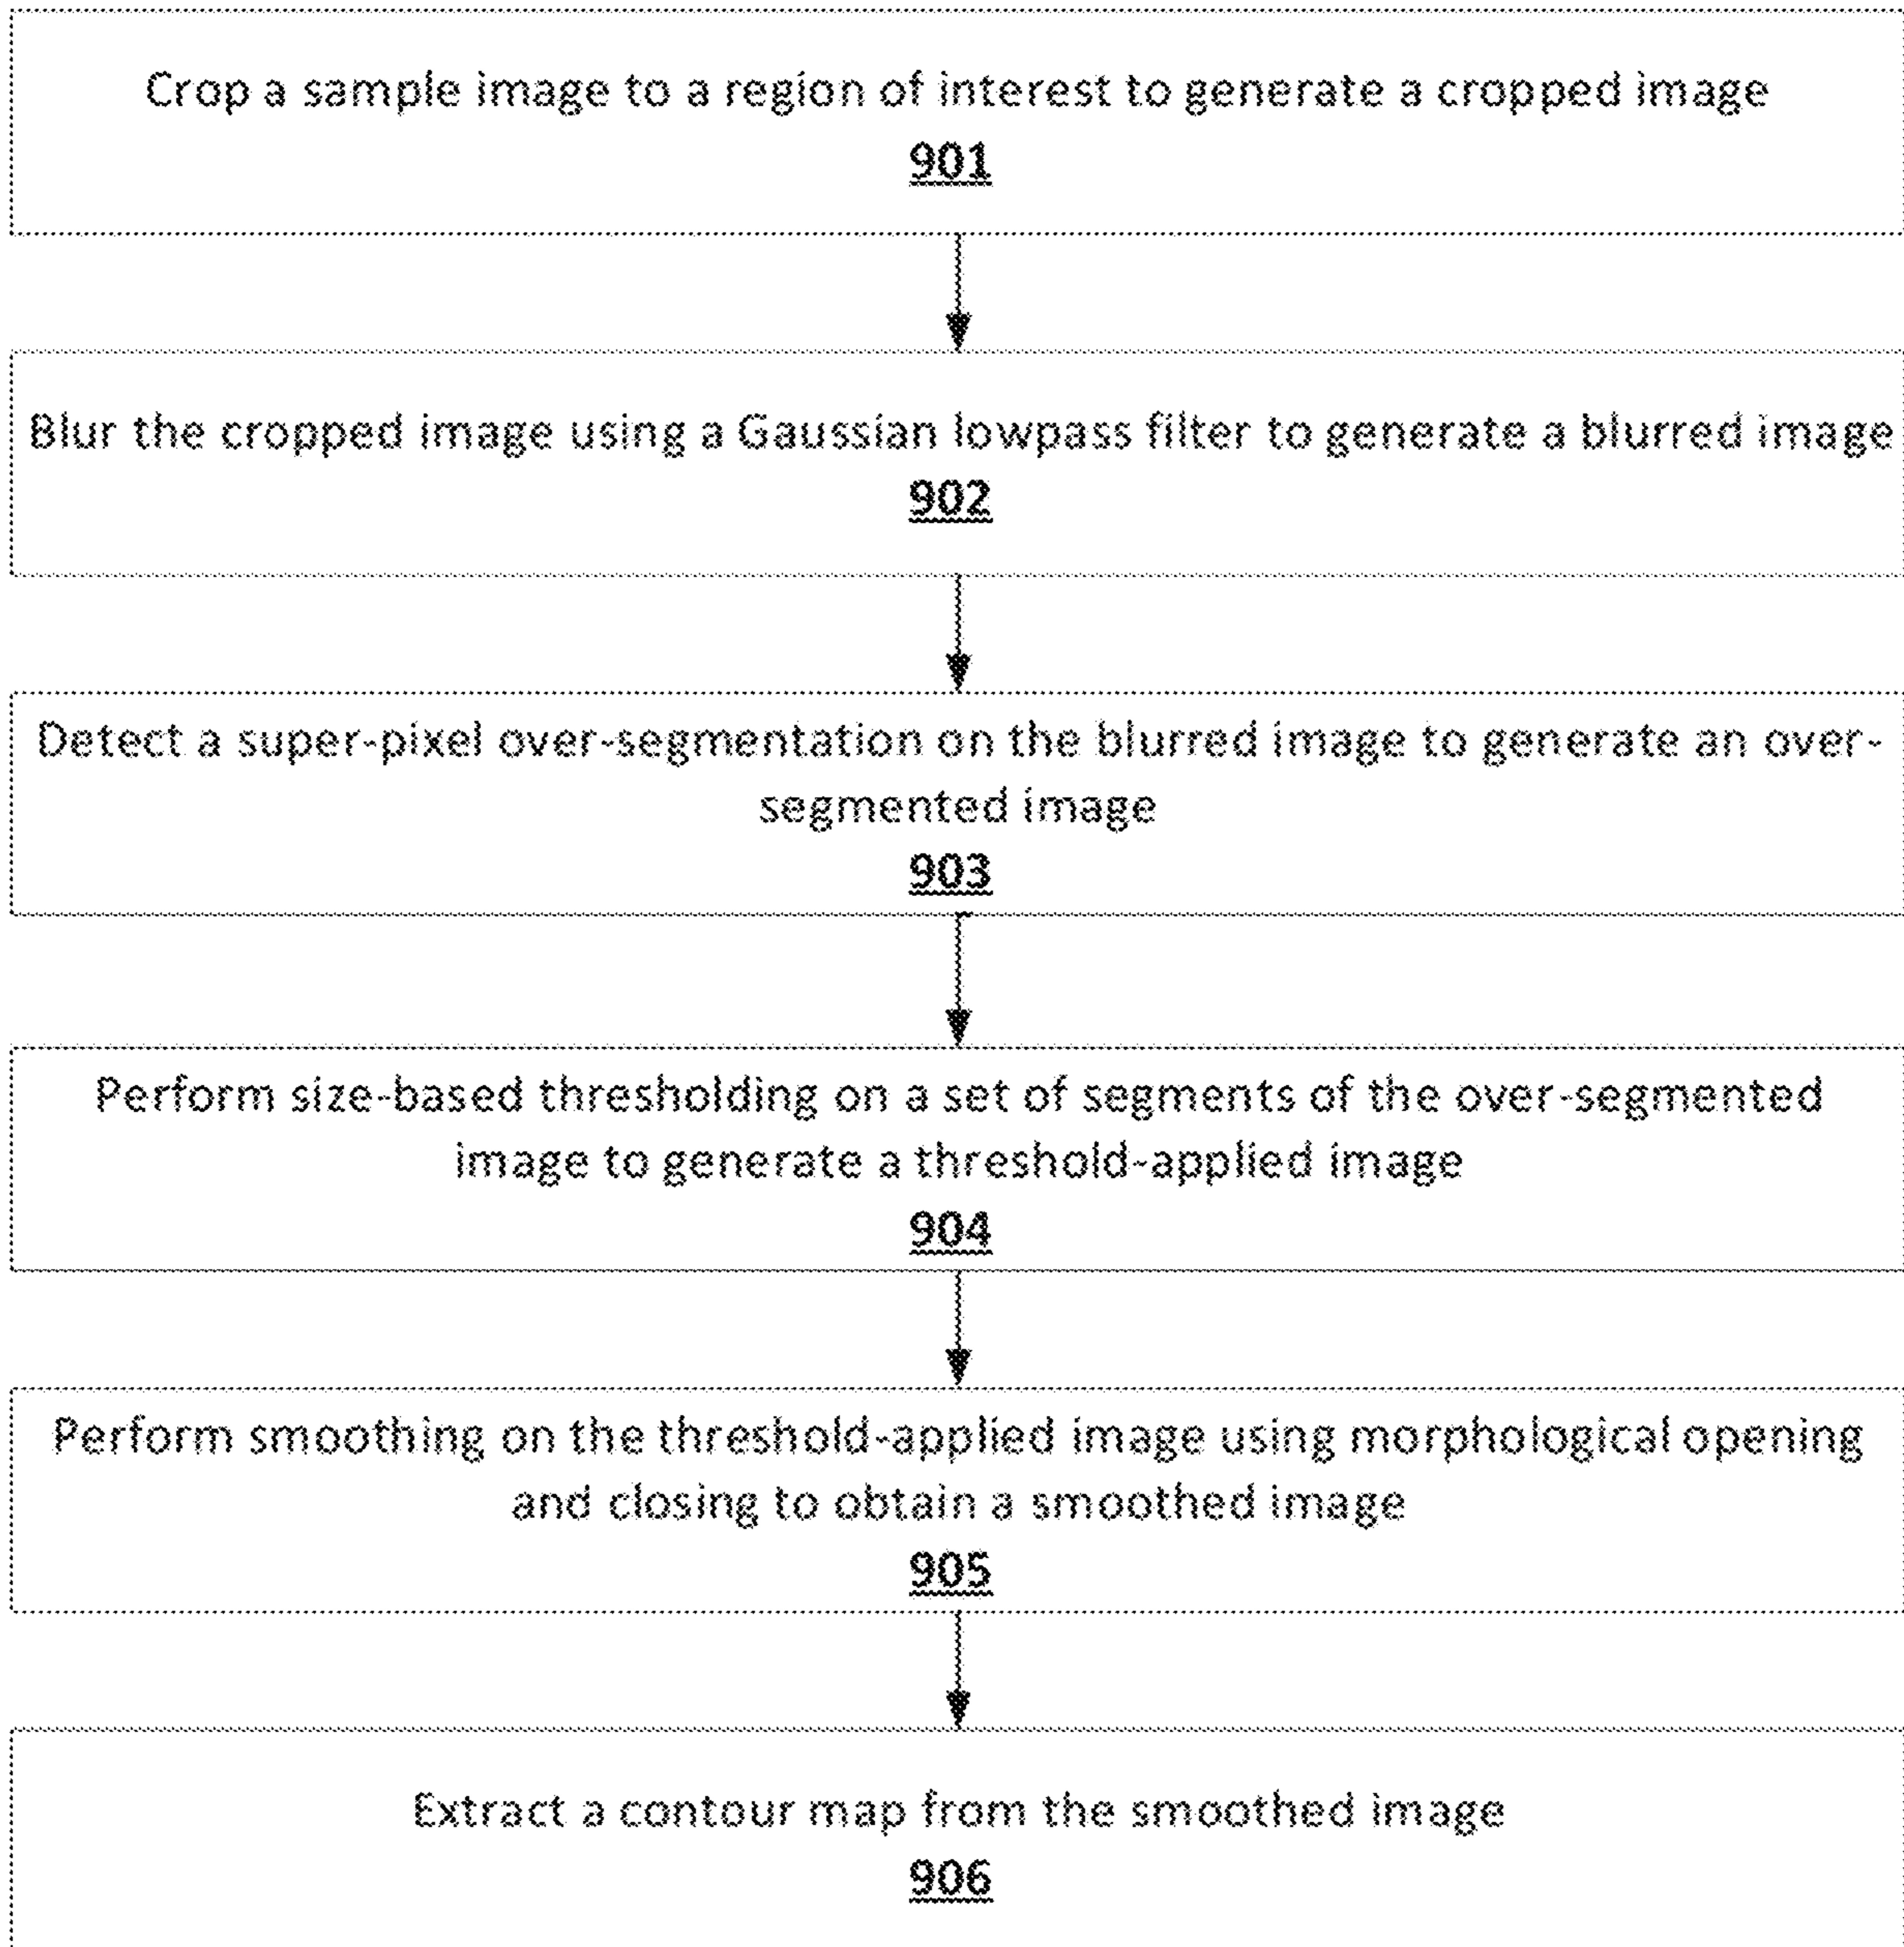 Crop a sample image to a region of interest to generate a cropped image
901
Blur the cropped image using a Gaussian lowpass filter to generate a blurred image
902
Detect a super-pixel over-segmentation on the blurred image to generate an over-
segmented image
903
Perform size-based thresholding on a set of segments of the over-segmented
image to generate a threshold-applied image
904
Perform smoothing on the threshold-applied image using morphological opening
and closing to obtain a smoothed image
905
Extract a contour map from the smoothed image
906